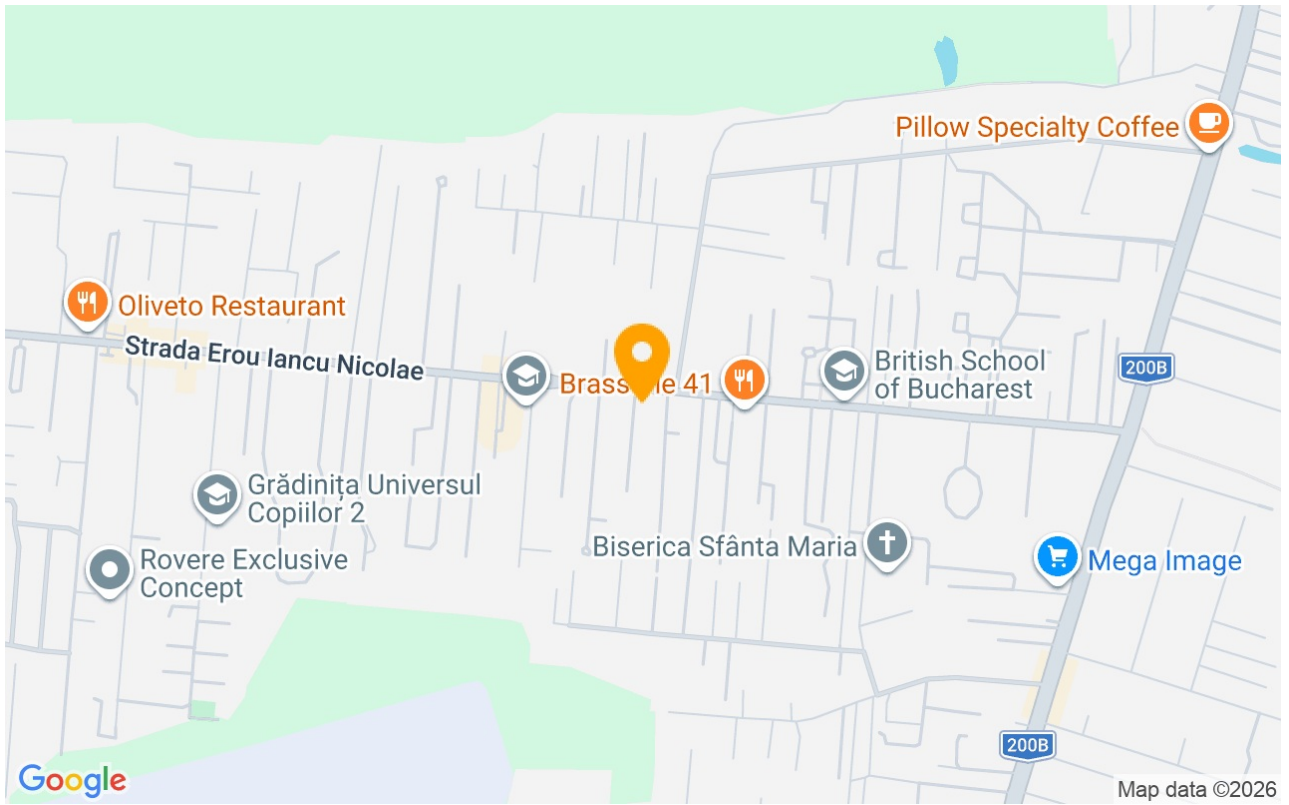 Pillow Specialty Coffee
Oliveto Restaurant
Strada Erou Iancu Nicolae
British School
of Bucharest
200B
41
Grădinița Universul
Copiilor 2
Biserica Sfânta Maria
Rovere Exclusive
Concept
Mega Image
200B
Google
Map data ©2026